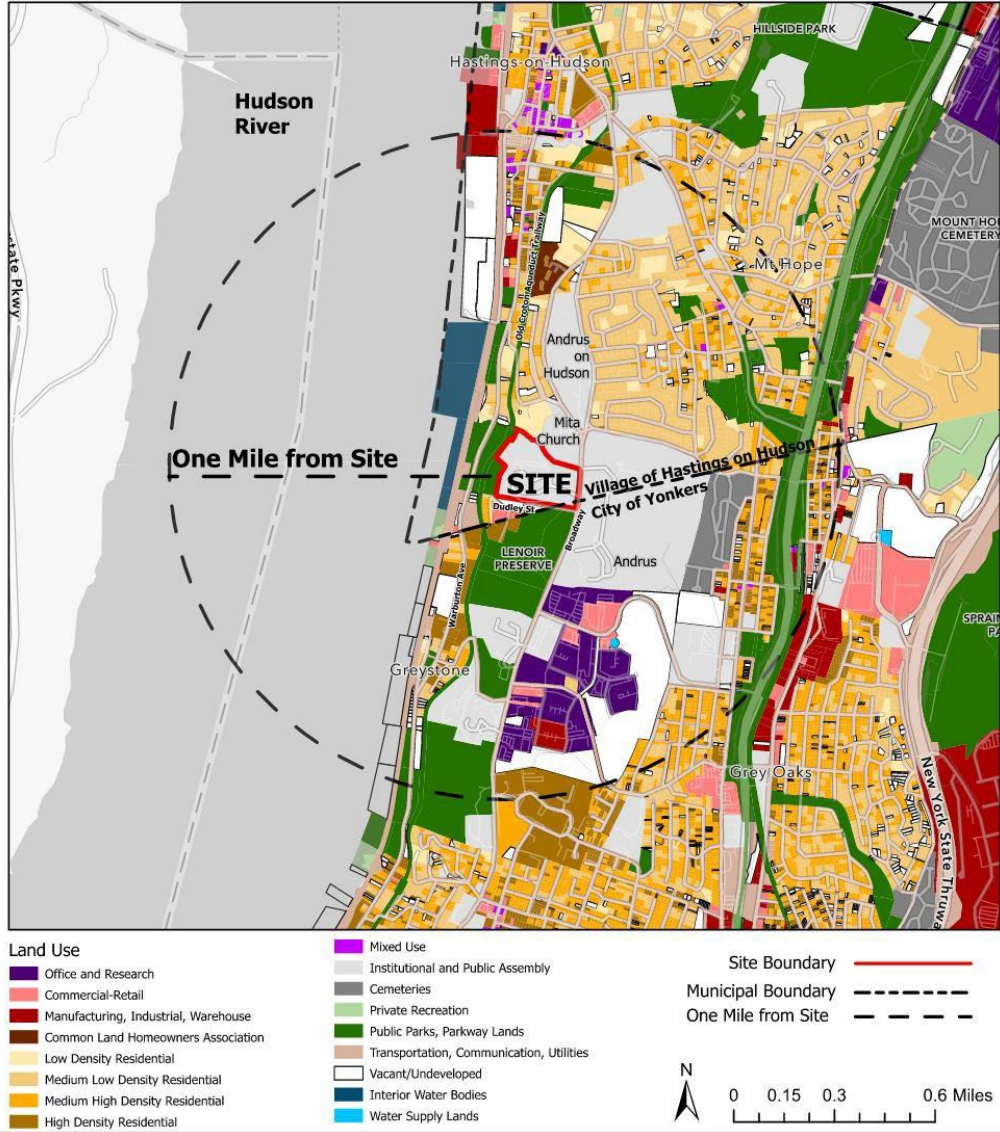 HILLSIDE PARK
Hastings-on-Hudson
Hudson
River
MOUNT HO
CEMETERY
Mt Hope
Old Croton Aqueduct Trailway
state Pkwy
Andrus
on
Hudson
Mita
Church
One Mile from Site
SITE
Village of Hastings on Hudson
City of Yonkers
Dudley St
Broadway
LENOIR
PRESERVE
Andrus
Warburton Ave
SPRAIN
PA
Greystone
Grey Oaks
New York State Thruwa
Land Use
Office and Research
Commercial-Retail
Manufacturing, Industrial, Warehouse
Common Land Homeowners Association
Low Density Residential
Medium Low Density Residential
Medium High Density Residential
High Density Residential
Mixed Use
Institutional and Public Assembly
Cemeteries
Private Recreation
Public Parks, Parkway Lands
Transportation, Communication, Utilities
Vacant/Undeveloped
Interior Water Bodies
Water Supply Lands
Site Boundary
Municipal Boundary
One Mile from Site
N
0 0.15 0.3 0.6 Miles